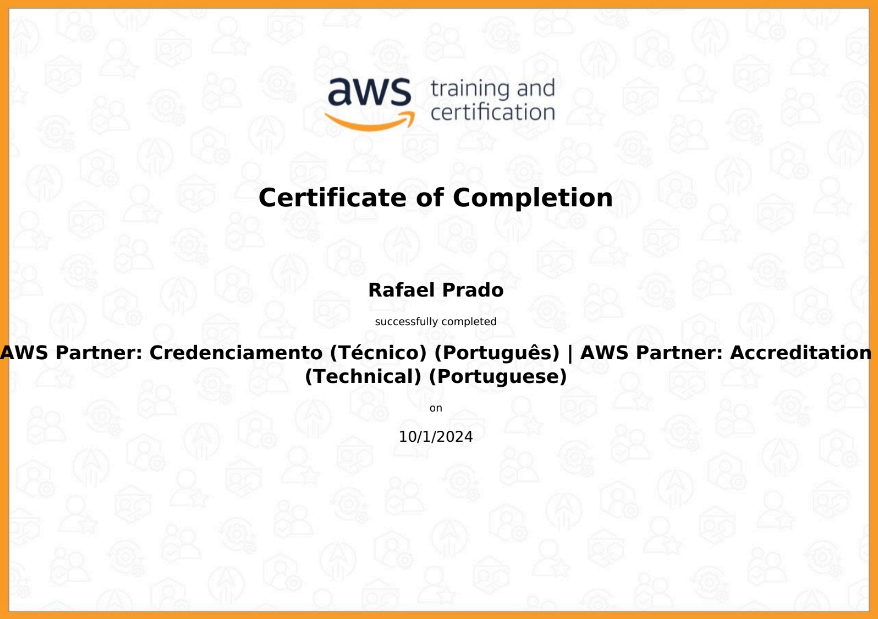 aws training and
certification
Certificate of Completion
Rafael Prado
successfully completed
AWS Partner: Credenciamento (Técnico) (Português) | AWS Partner: Accreditation
(Technical) (Portuguese)
on
10/1/2024